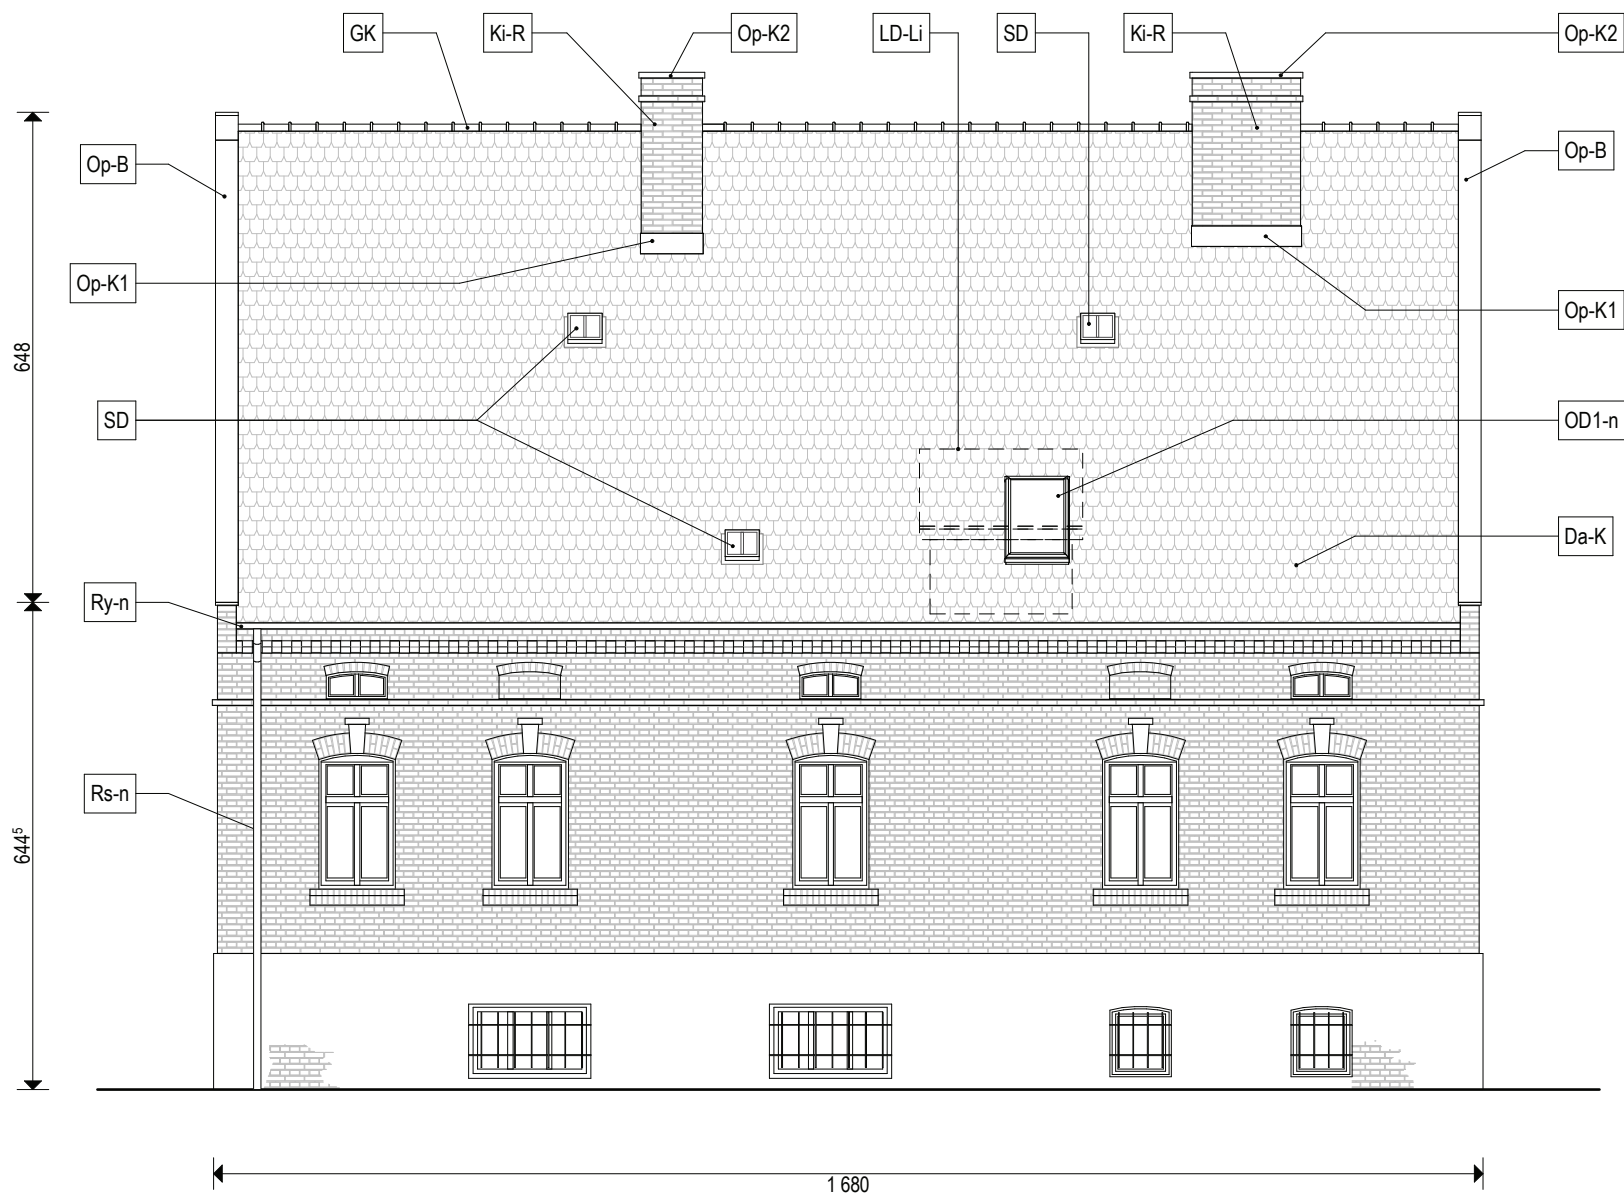 GK
Ki-R
Op-K2
LD-Li
SD
Ki-R
Op-K2
Op-B
Op-B
Op-K1
Op-K1
648
SD
OD1-n
Da-K
Ry-n
Rs-n
644⁵
1 680